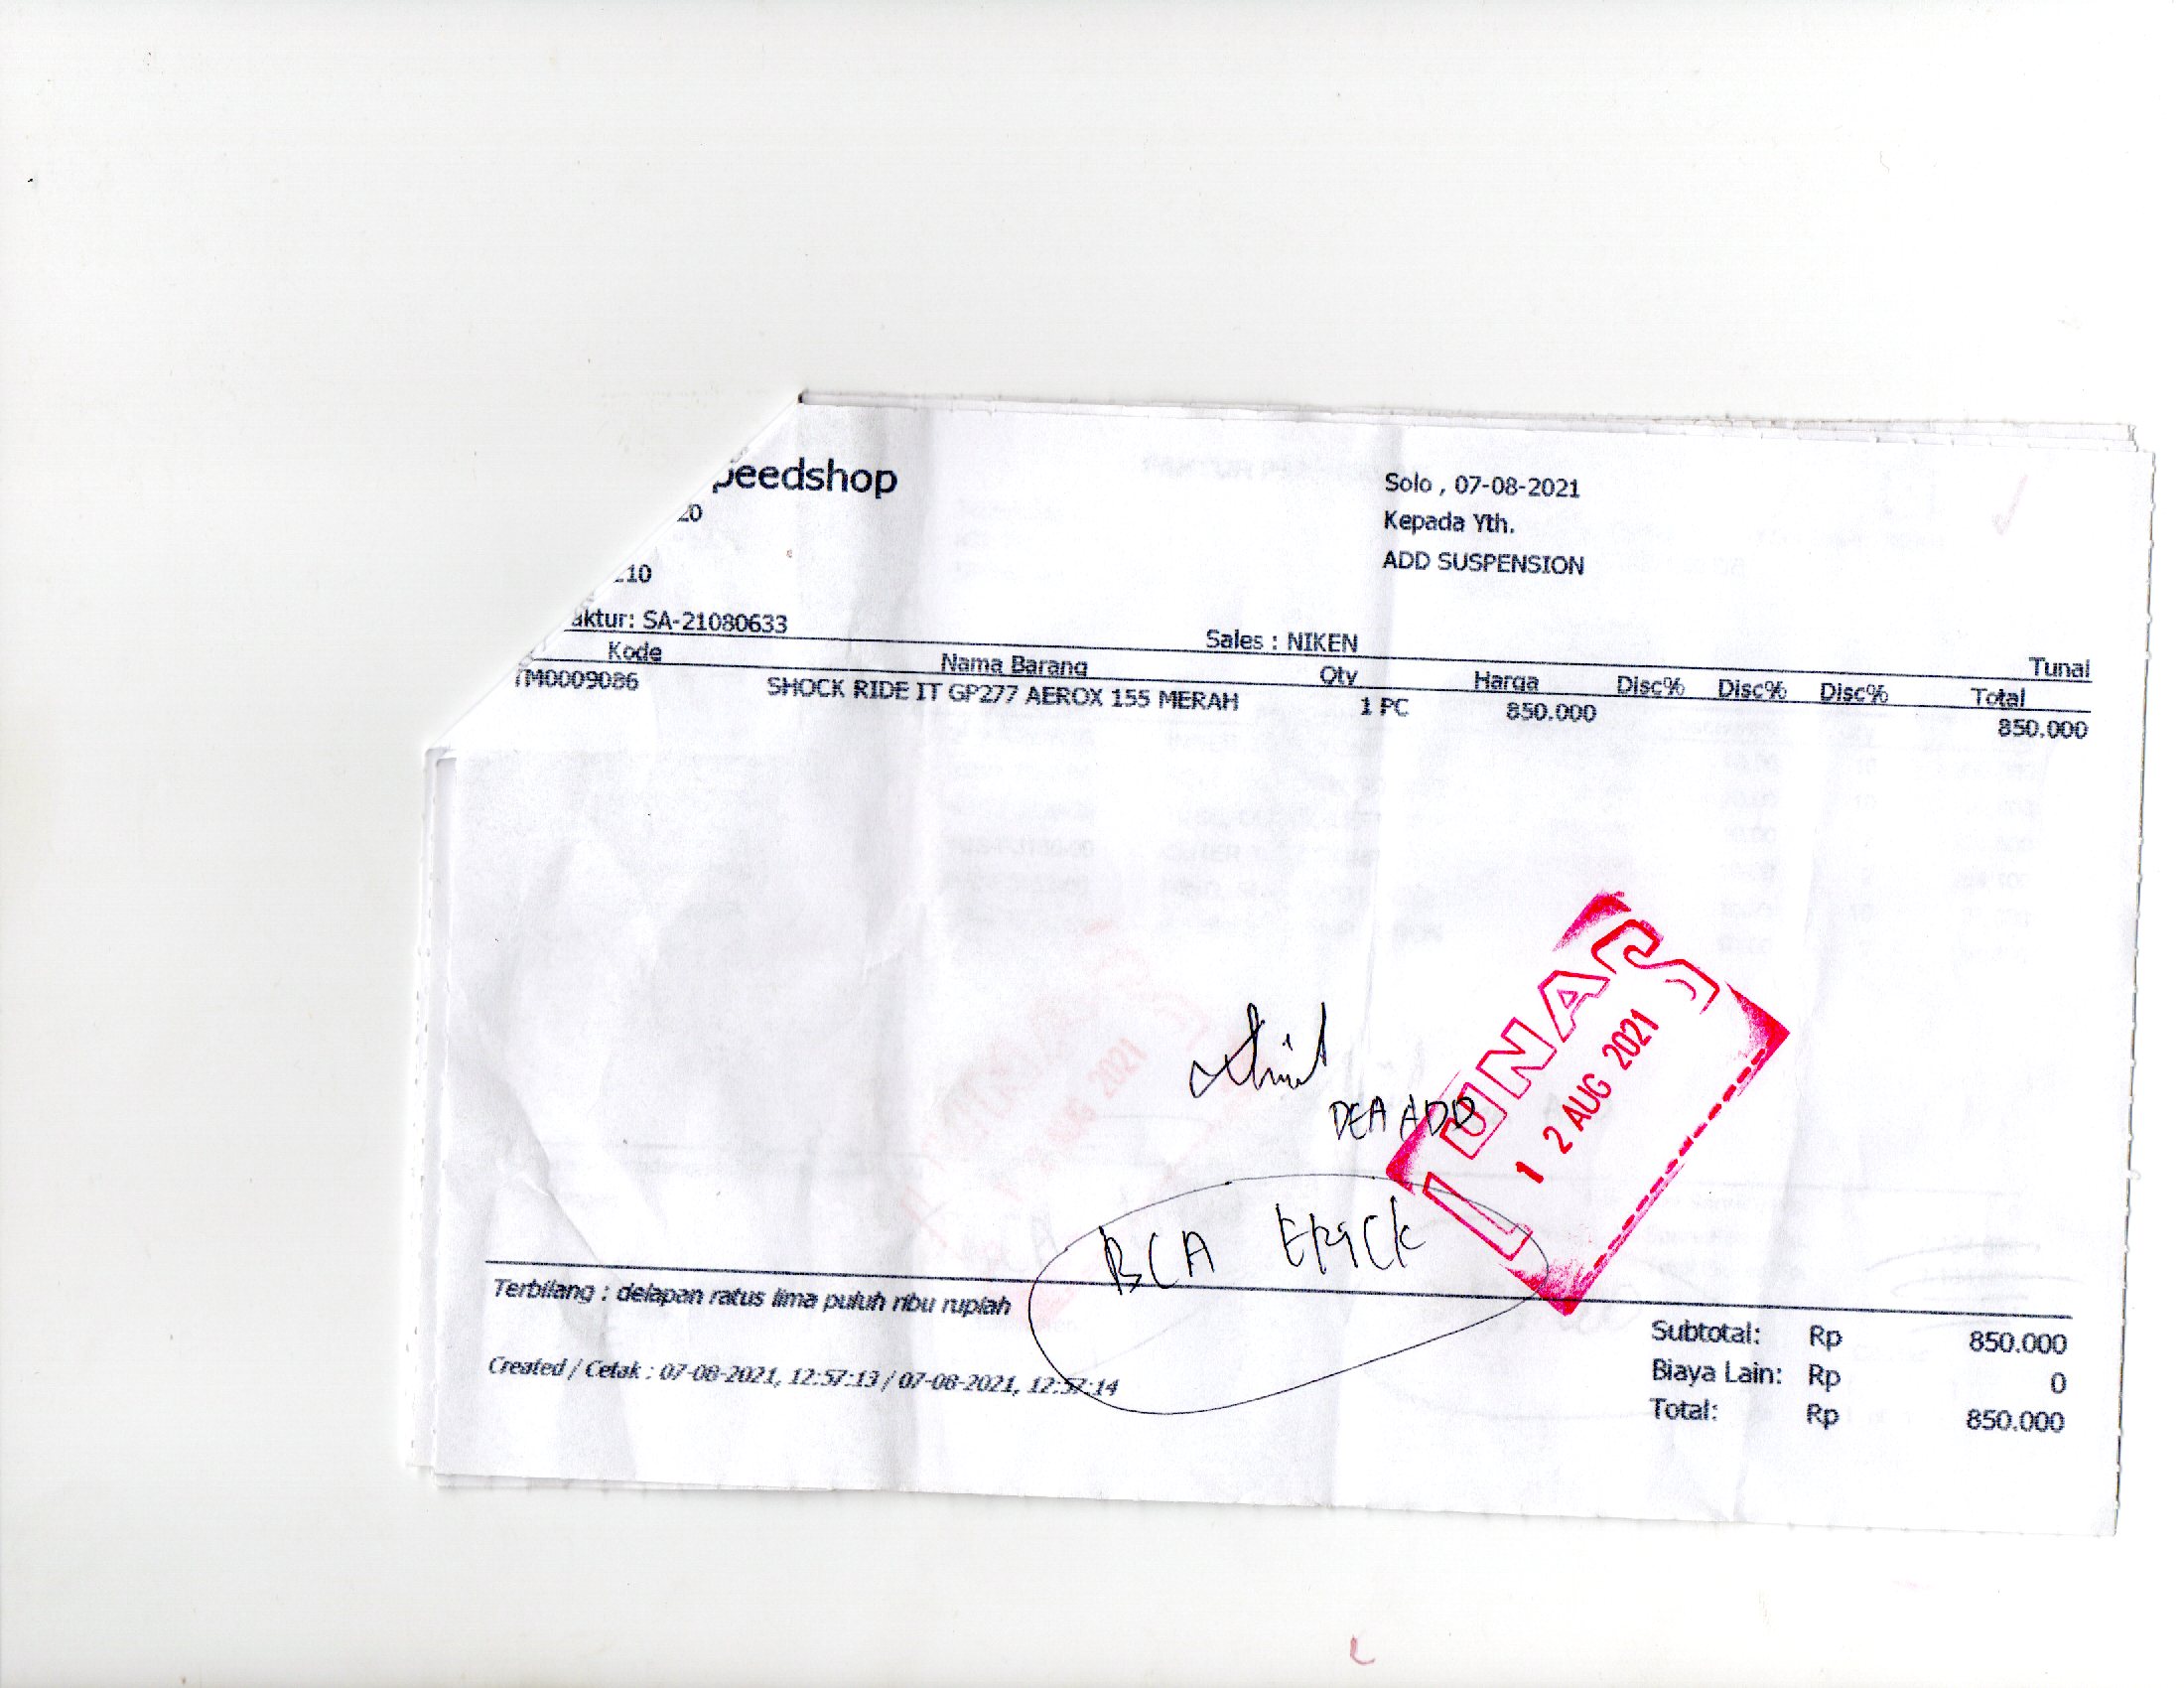 peedshop
Solo , 07-08-2021
Kepada Yth.
ADD SUSPENSION
aktur: SA-21080633
Sales : NIKEN
Tunai
Kode Nama Barang Qty Harga Disc% Disc% Disc% Total
TM0009086 SHOCK RIDE IT GP277 AEROX 155 MERAH 1 PC 850.000 850.000
LUNAS
12 AUG 2021
DEA ADD
BCA ERICK
Terbilang : delapan ratus lima puluh ribu rupiah
Created / Cetak : 07-08-2021, 12:57:13 / 07-08-2021, 12:57:14
Subtotal: Rp 850.000
Biaya Lain: Rp 0
Total: Rp 850.000